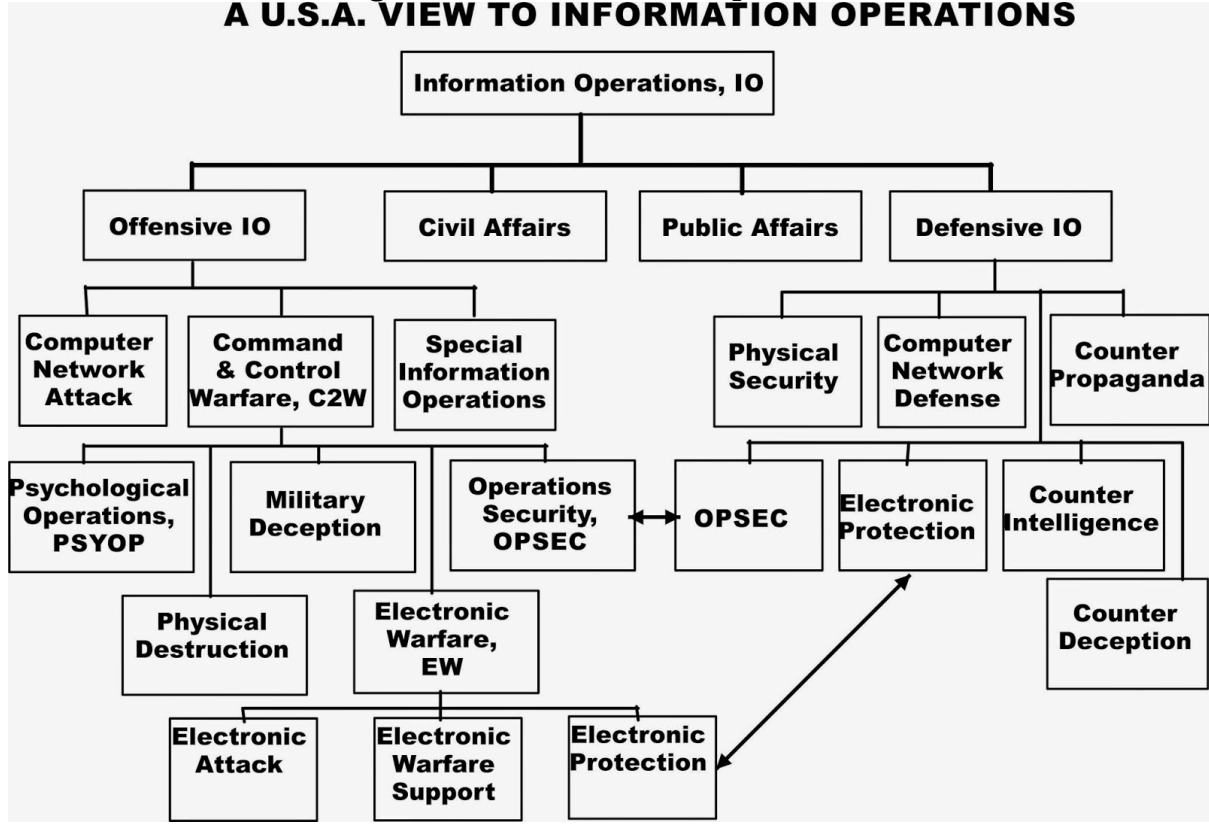 A U.S.A. VIEW TO INFORMATION OPERATIONS
Information Operations, IO
Offensive IO
Civil Affairs
Public Affairs
Defensive IO
Computer
Network
Attack
Command
& Control
Warfare, C2W
Special
Information
Operations
Physical
Security
Computer
Network
Defense
Counter
Propaganda
Psychological
Operations,
PSYOP
Military
Deception
Operations
Security,
OPSEC
OPSEC
Electronic
Protection
Counter
Intelligence
Physical
Destruction
Electronic
Warfare,
EW
Counter
Deception
Electronic
Attack
Electronic
Warfare
Support
Electronic
Protection